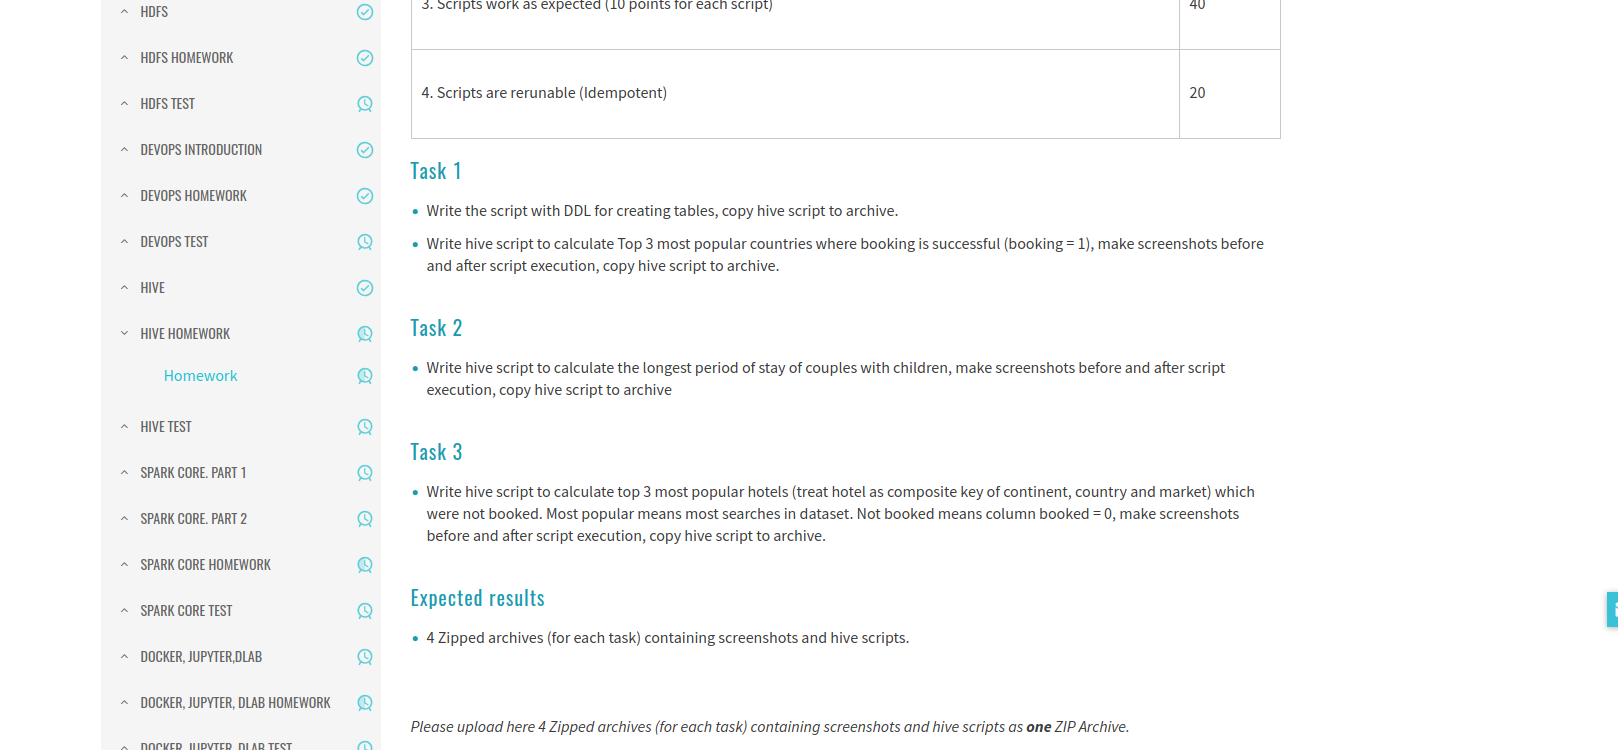 HDFS
HDFS HOMEWORK
HDFS TEST
DEVOPS INTRODUCTION
DEVOPS HOMEWORK
DEVOPS TEST
HIVE
HIVE HOMEWORK
Homework
HIVE TEST
SPARK CORE. PART 1
SPARK CORE. PART 2
SPARK CORE HOMEWORK
SPARK CORE TEST
DOCKER, JUPYTER,DLAB
DOCKER, JUPYTER, DLAB HOMEWORK
DOCKER, JUPYTER, DLAB TEST
3. Scripts work as expected (10 points for each script) 40
4. Scripts are rerunable (Idempotent) 20
Task 1
• Write the script with DDL for creating tables, copy hive script to archive.
• Write hive script to calculate Top 3 most popular countries where booking is successful (booking = 1), make screenshots before
and after script execution, copy hive script to archive.
Task 2
• Write hive script to calculate the longest period of stay of couples with children, make screenshots before and after script
execution, copy hive script to archive
Task 3
• Write hive script to calculate top 3 most popular hotels (treat hotel as composite key of continent, country and market) which
were not booked. Most popular means most searches in dataset. Not booked means column booked = 0, make screenshots
before and after script execution, copy hive script to archive.
Expected results
• 4 Zipped archives (for each task) containing screenshots and hive scripts.
Please upload here 4 Zipped archives (for each task) containing screenshots and hive scripts as one ZIP Archive.